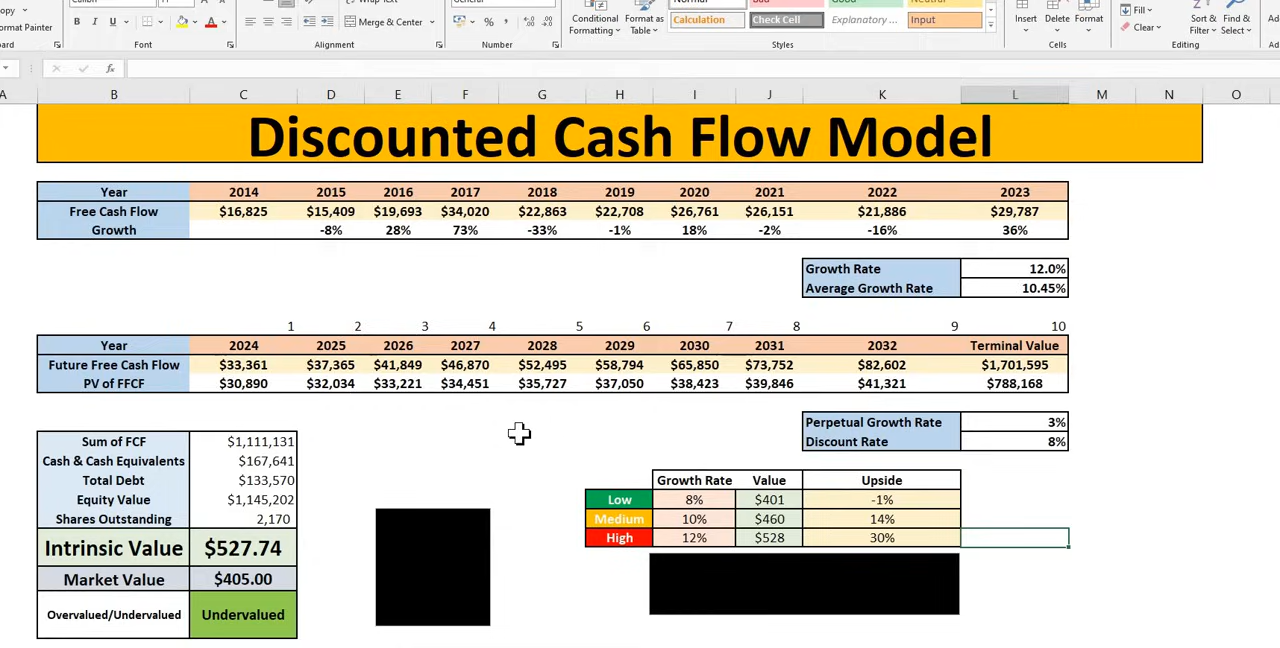 opy
ormat Painter
ard
B I U
Font
Merge & Center
Alignment
$ % ,
Number
Conditional Formatting
Format as Table
Calculation
Check Cell
Explanatory ...
Input
Styles
Insert Delete Format
Cells
Fill
Clear
Sort & Filter
Find & Select
Editing
Ad
fx
A B C D E F G H I J K L M N O
Discounted Cash Flow Model
Year 2014 2015 2016 2017 2018 2019 2020 2021 2022 2023
Free Cash Flow $16,825 $15,409 $19,693 $34,020 $22,863 $22,708 $26,761 $26,151 $21,886 $29,787
Growth -8% 28% 73% -33% -1% 18% -2% -16% 36%
Growth Rate 12.0%
Average Growth Rate 10.45%
1 2 3 4 5 6 7 8 9 10
Year 2024 2025 2026 2027 2028 2029 2030 2031 2032 Terminal Value
Future Free Cash Flow $33,361 $37,365 $41,849 $46,870 $52,495 $58,794 $65,850 $73,752 $82,602 $1,701,595
PV of FFCF $30,890 $32,034 $33,221 $34,451 $35,727 $37,050 $38,423 $39,846 $41,321 $788,168
Perpetual Growth Rate 3%
Discount Rate 8%
Sum of FCF $1,111,131
Cash & Cash Equivalents $167,641
Total Debt $133,570
Equity Value $1,145,202
Shares Outstanding 2,170
Intrinsic Value $527.74
Market Value $405.00
Overvalued/Undervalued Undervalued
Growth Rate Value Upside
Low 8% $401 -1%
Medium 10% $460 14%
High 12% $528 30%